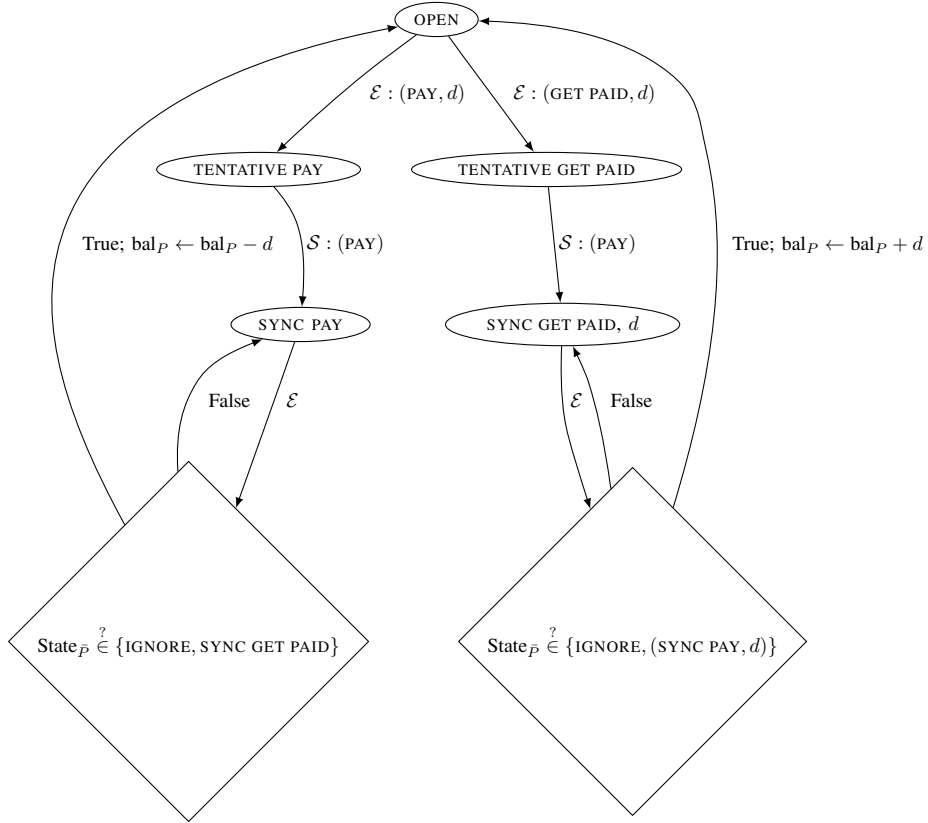 OPEN
ℰ : (PAY, d)
ℰ : (GET PAID, d)
TENTATIVE PAY
TENTATIVE GET PAID
True; bal_P ← bal_P − d
𝒮 : (PAY)
𝒮 : (PAY)
True; bal_P ← bal_P + d
SYNC PAY
SYNC GET PAID, d
False
ℰ
ℰ
False
State_P̄ ∈? {IGNORE, SYNC GET PAID}
State_P̄ ∈? {IGNORE, (SYNC PAY, d)}